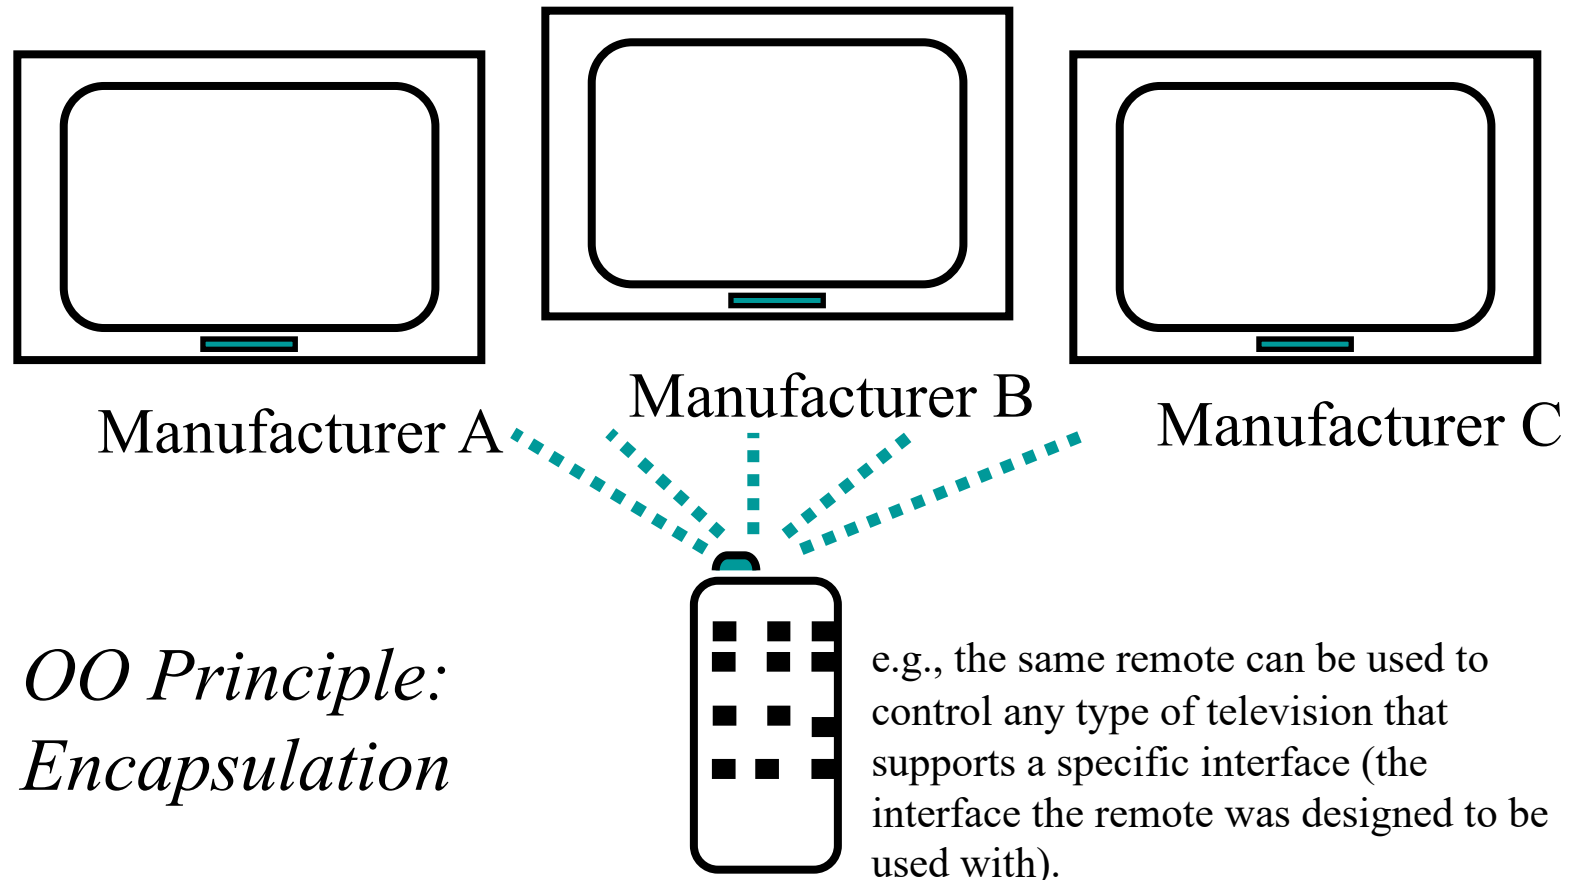 Manufacturer A
Manufacturer B
Manufacturer C
OO Principle:
Encapsulation
e.g., the same remote can be used to
control any type of television that
supports a specific interface (the
interface the remote was designed to be
used with).